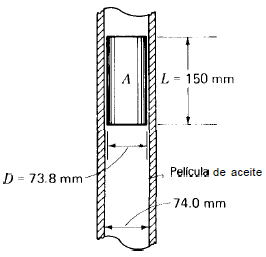 A
L = 150 mm
D = 73.8 mm
Película de aceite
74.0 mm